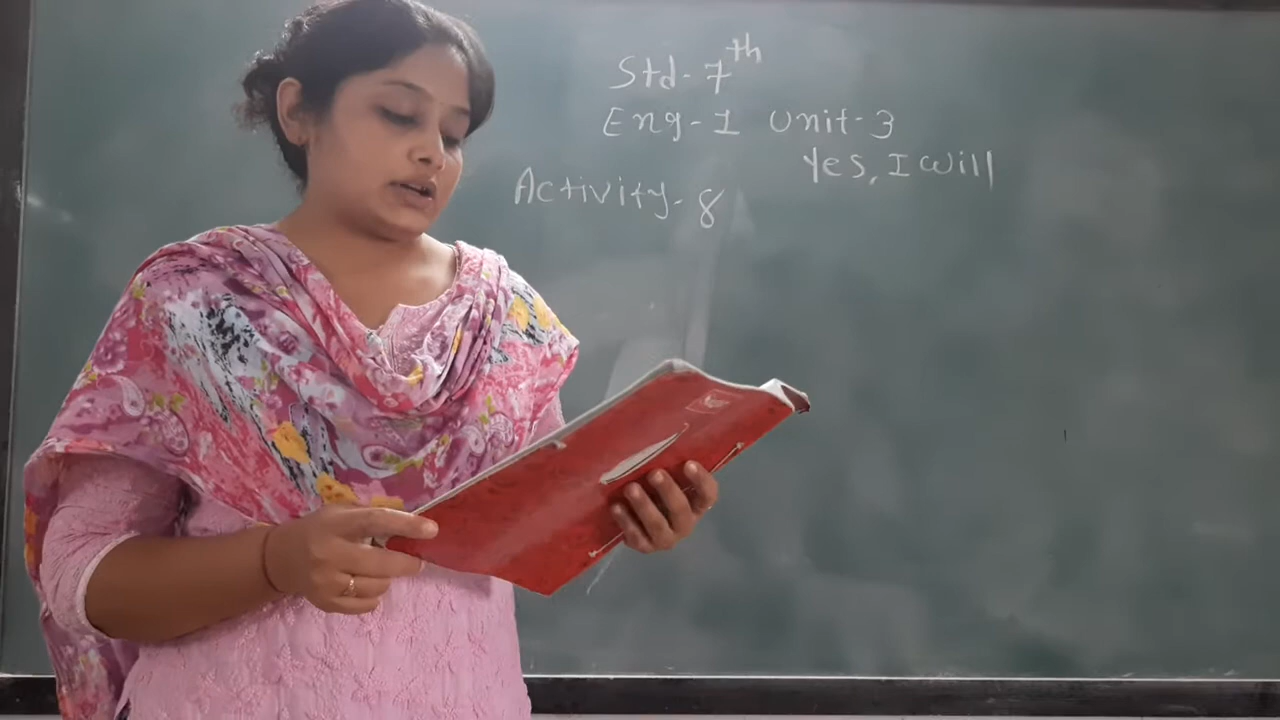 Std-7th
Eng-1 Unit-3
Yes, I will
Activity-8